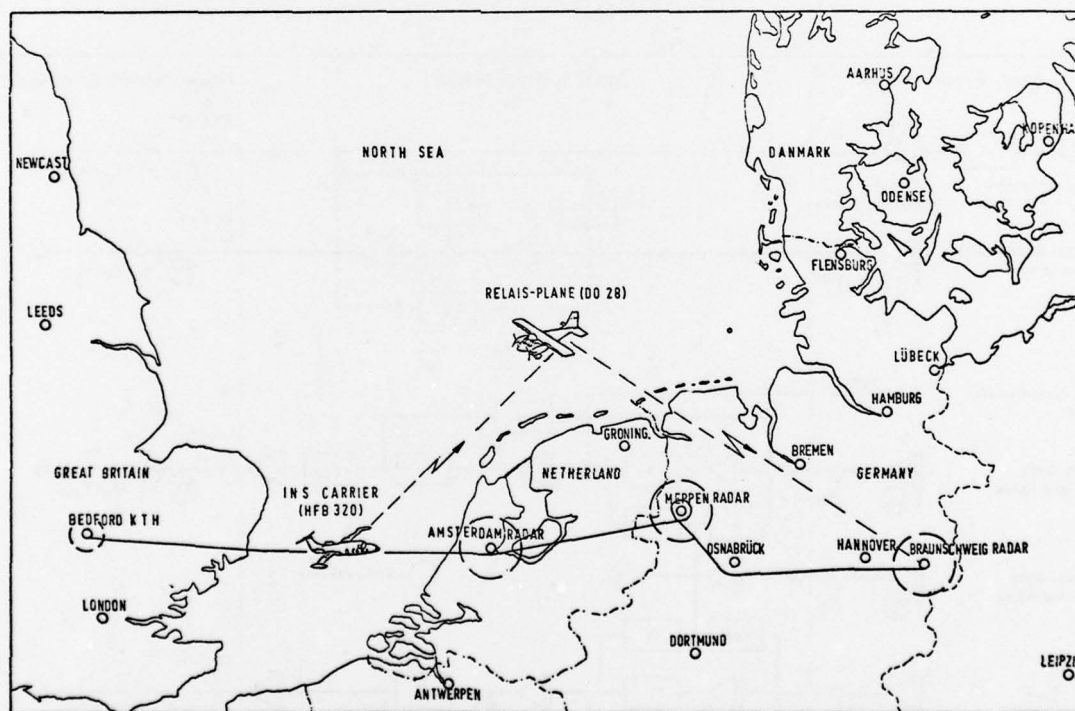 AARHUS
KOPENHA
NEWCAST.
NORTH SEA
DANMARK
ODENSE
FLENSBURG
RELAIS-PLANE (DO 28)
LEEDS
LÜBECK
HAMBURG
GRONING.
BREMEN
GREAT BRITAIN
NETHERLAND
GERMANY
INS CARRIER
(HFB 320)
MEPPEN RADAR
BEDFORD KTH
AMSTERDAM RADAR
OSNABRÜCK
HANNOVER
BRAUNSCHWEIG RADAR
LONDON
DORTMUND
LEIPZI
ANTWERPEN